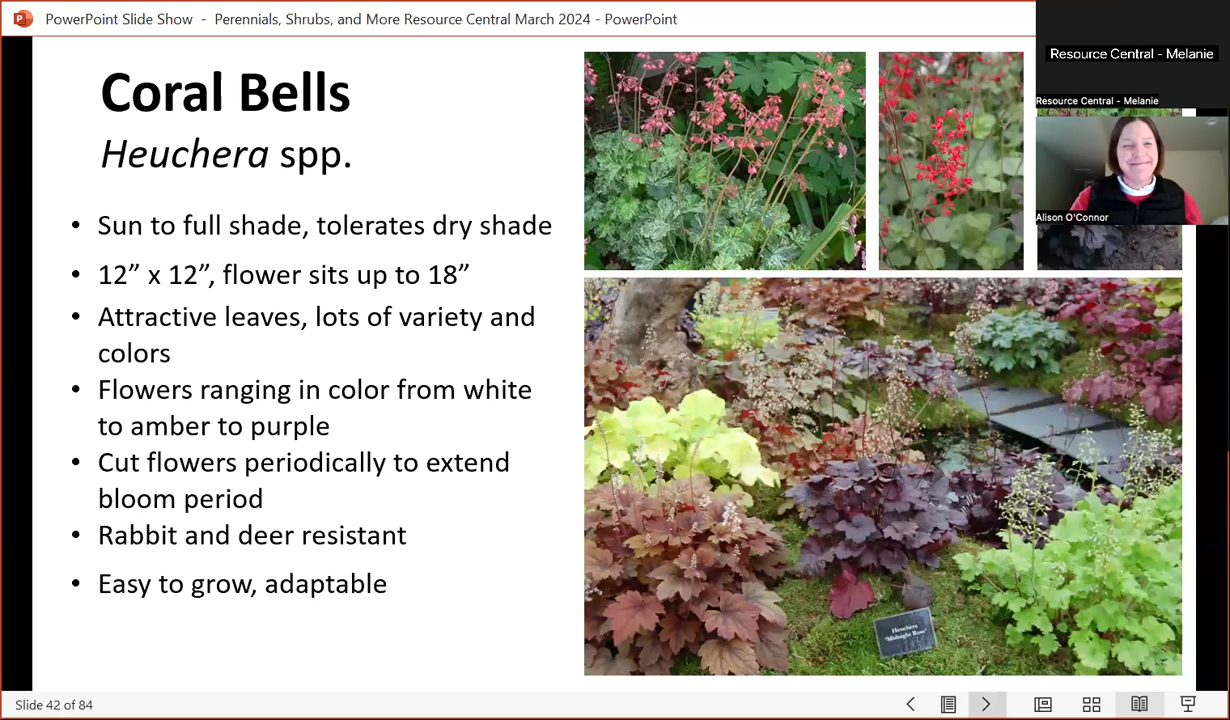 PowerPoint Slide Show - Perennials, Shrubs, and More Resource Central March 2024 - PowerPoint
Resource Central - Melanie
Resource Central - Melanie
Alison O'Connor
Coral Bells
Heuchera spp.
• Sun to full shade, tolerates dry shade
• 12” x 12”, flower sits up to 18”
• Attractive leaves, lots of variety and
colors
• Flowers ranging in color from white
to amber to purple
• Cut flowers periodically to extend
bloom period
• Rabbit and deer resistant
• Easy to grow, adaptable
Heuchera
'Midnight Rose'
Slide 42 of 84